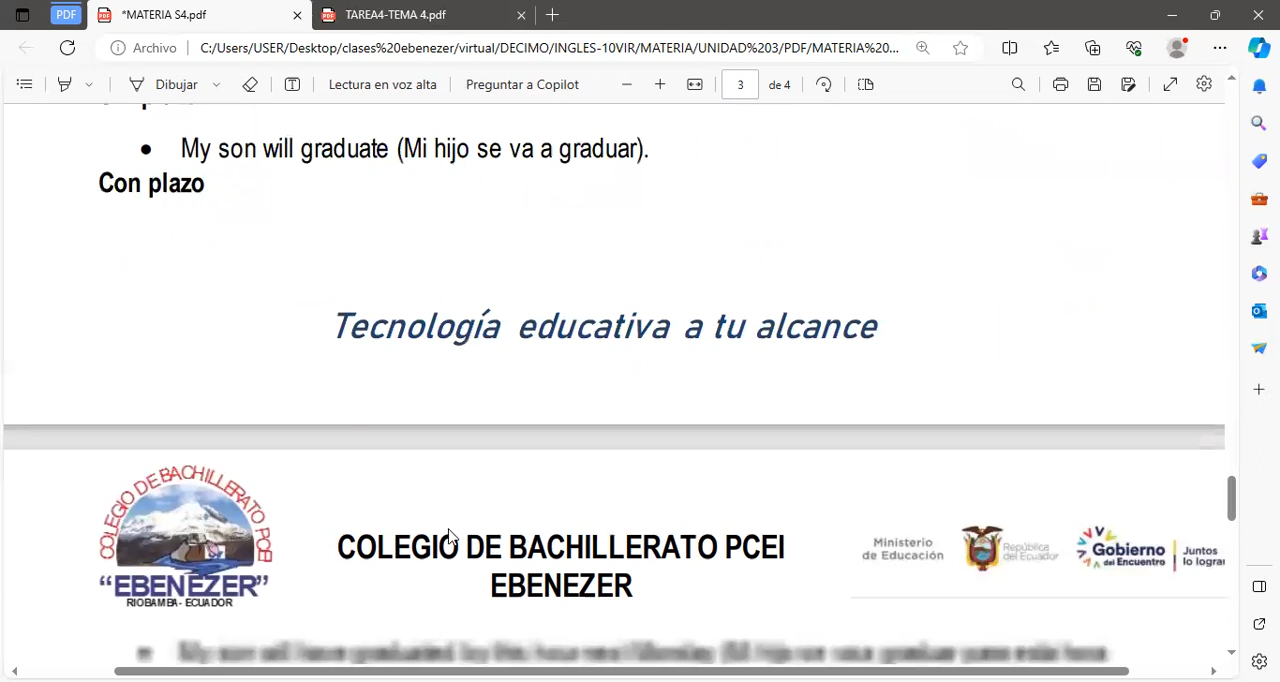 PDF
*MATERIA S4.pdf
TAREA4-TEMA 4.pdf
Archivo
C:/Users/USER/Desktop/clases%20ebenezer/virtual/DECIMO/INGLES-10VIR/MATERIA/UNIDAD%203/PDF/MATERIA%20...
Dibujar
Lectura en voz alta
Preguntar a Copilot
3
de 4
• My son will graduate (Mi hijo se va a graduar).
Con plazo
Tecnología educativa a tu alcance
COLEGIO DE BACHILLERATO PCEI
"EBENEZER"
RIOBAMBA - ECUADOR
COLEGIO DE BACHILLERATO PCEI
EBENEZER
Ministerio
de Educación
República
del Ecuador
Gobierno
del Encuentro
Juntos
lo logra